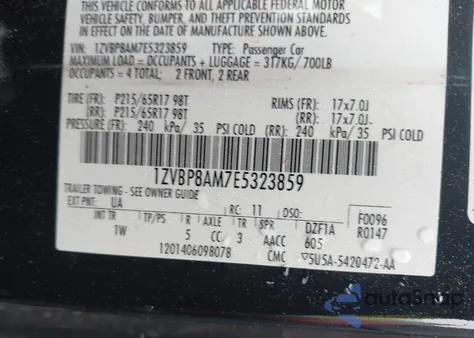 THIS VEHICLE CONFORMS TO ALL APPLICABLE FEDERAL MOTOR
VEHICLE SAFETY, BUMPER, AND THEFT PREVENTION STANDARDS
IN EFFECT ON THE DATE OF MANUFACTURE SHOWN ABOVE.
VIN: 1ZVBP8AM7E5323859 TYPE: Passenger Car
MAXIMUM LOAD = OCCUPANTS + LUGGAGE = 317KG/700LB
OCCUPANTS = 4 TOTAL; 2 FRONT, 2 REAR
TIRE (FR): P215/65R17 98T RIMS (FR): 17x7.0J
(RR): P215/65R17 98T (RR): 17x7.0J
PRESSURE (FR): 240 kPa/ 35 PSI COLD (RR): 240 kPa/ 35 PSI COLD
1ZVBP8AM7E5323859
TRAILER TOWING - SEE OWNER GUIDE
EXT PNT: UA RC: 11 DSO: F0096
INT TR TP/PS R AXLE TR SPR DZF1A R0147
1W 5 CC 3 AACC 605
1201406098078 CMC ▽5U5A-5420472-AA
autoSnap